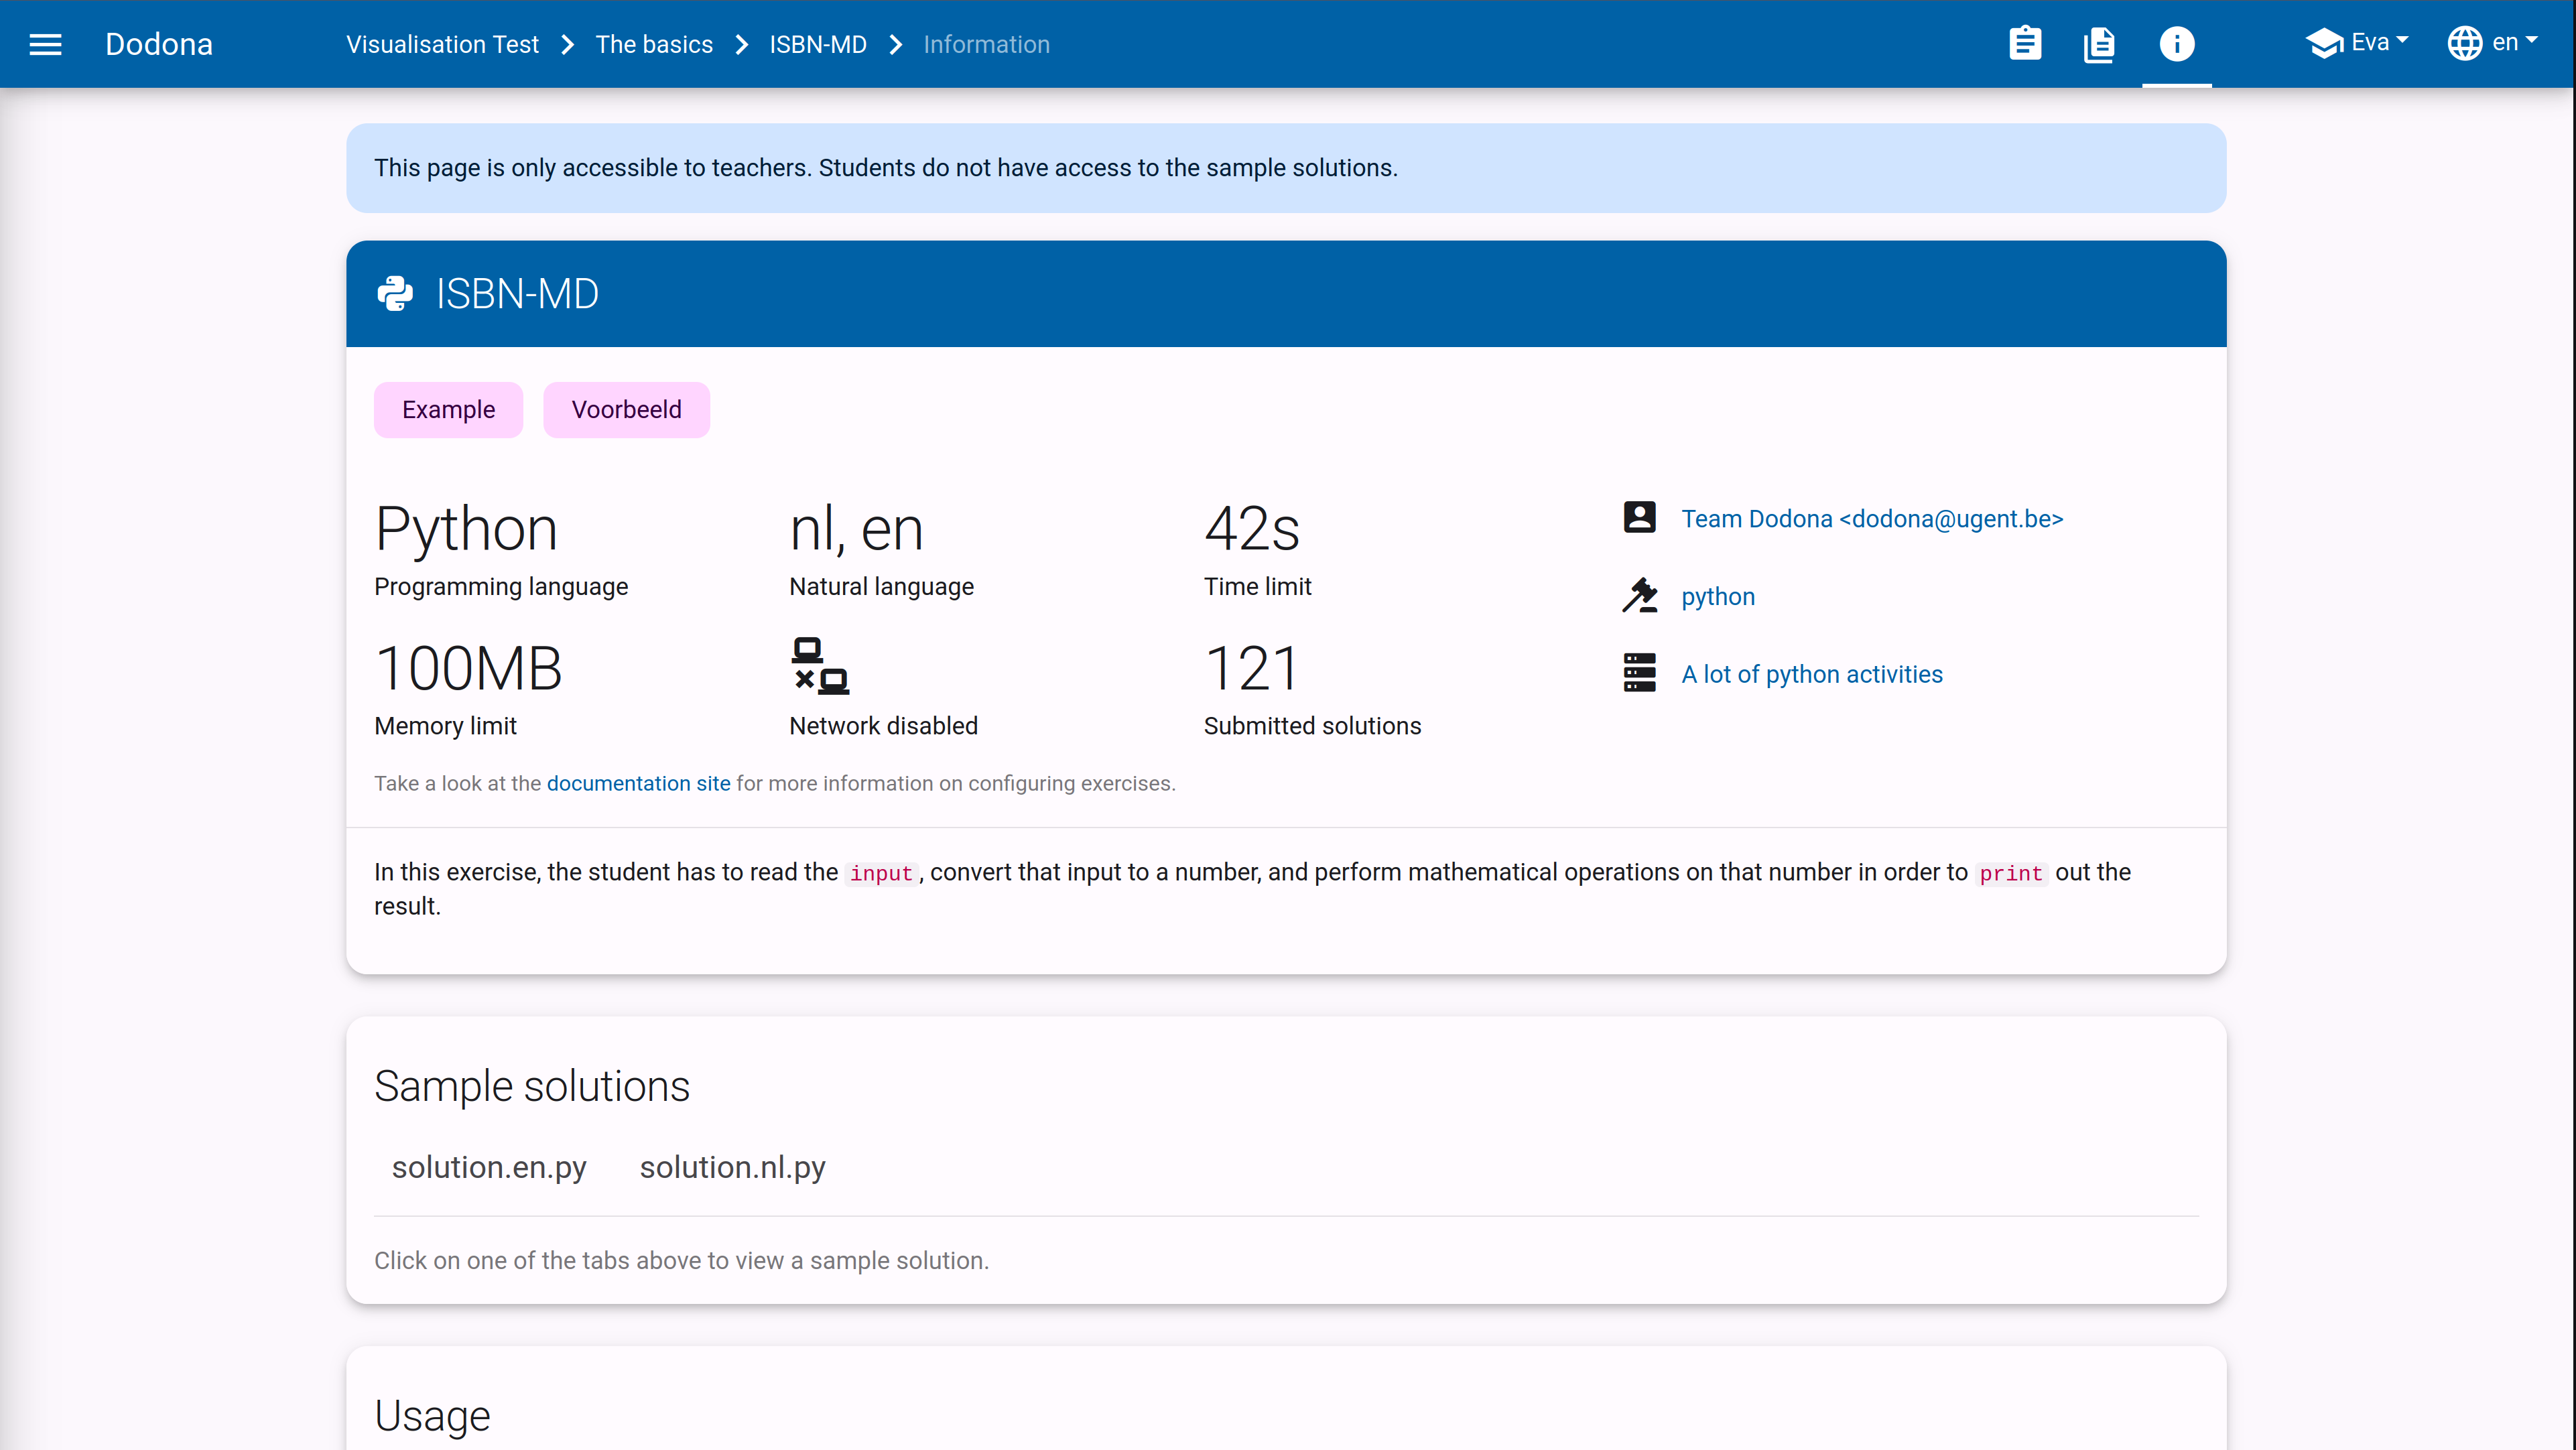 Dodona
Visualisation Test
The basics
ISBN-MD
Information
Eva
en
This page is only accessible to teachers. Students do not have access to the sample solutions.
ISBN-MD
Example
Voorbeeld
Python
Programming language
nl, en
Natural language
42s
Time limit
100MB
Memory limit
Network disabled
121
Submitted solutions
Team Dodona <dodona@ugent.be>
python
A lot of python activities
Take a look at the documentation site for more information on configuring exercises.
In this exercise, the student has to read the input, convert that input to a number, and perform mathematical operations on that number in order to print out the
result.
Sample solutions
solution.en.py
solution.nl.py
Click on one of the tabs above to view a sample solution.
Usage